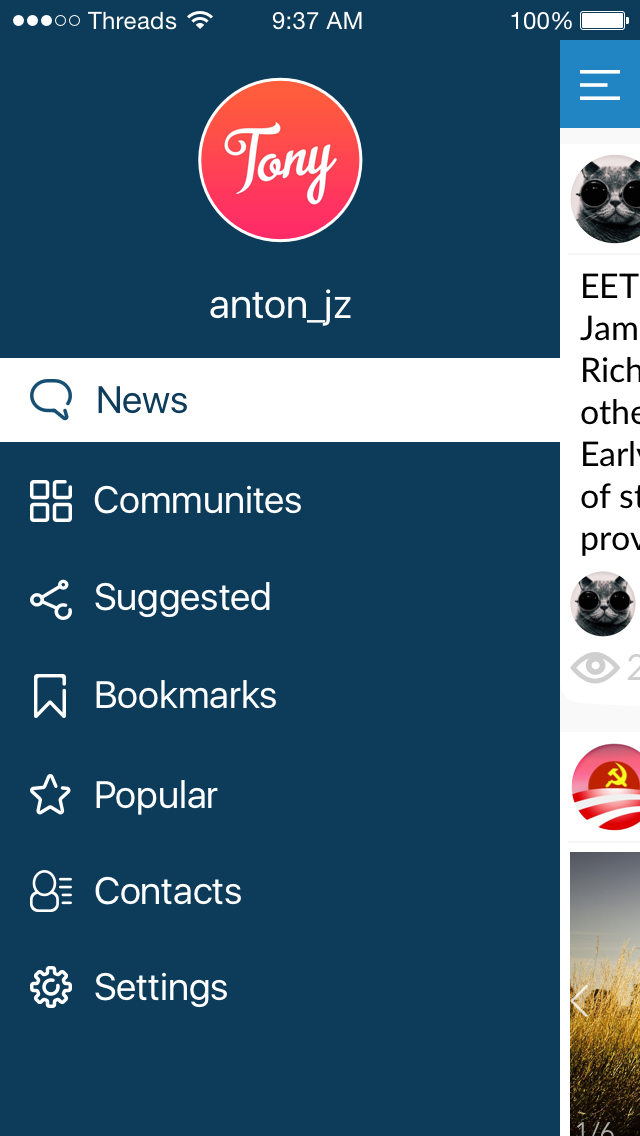 Threads 9:37 AM 100%
Tony
anton_jz
News
Communites
Suggested
Bookmarks
Popular
Contacts
Settings
EET
Jam
Rich
othe
Early
of st
prov
2
1/6